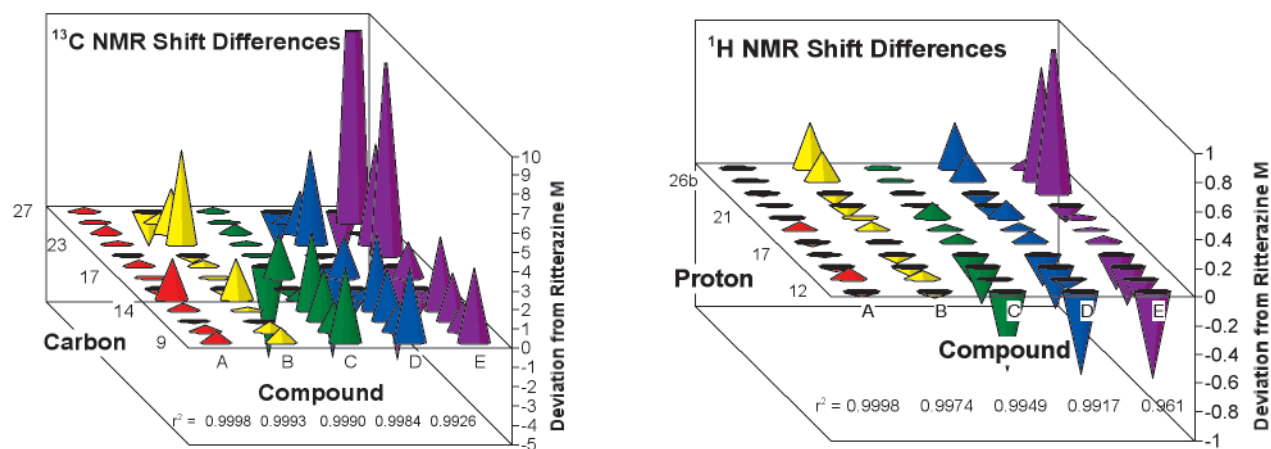 ¹³C NMR Shift Differences
10
9
8
7
6
5
4
3
2
1
0
-1
-2
-3
-4
-5
Deviation from Ritterazine M
27
23
17
14
9
Carbon
A B C D E
Compound
r² = 0.9998 0.9993 0.9990 0.9984 0.9926
¹H NMR Shift Differences
1
0.8
0.6
0.4
0.2
0
-0.2
-0.4
-0.6
-0.8
-1
Deviation from Ritterazine M
26b
21
17
12
Proton
A B C D E
Compound
r² = 0.9998 0.9974 0.9949 0.9917 0.961